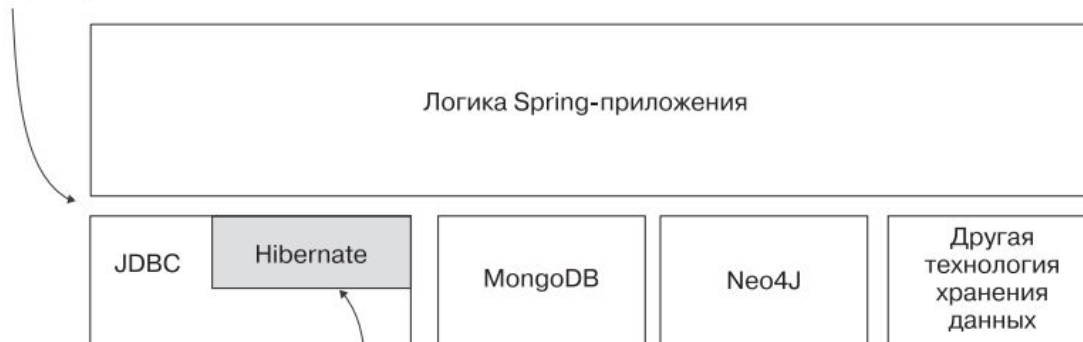 Логика Spring-приложения
JDBC
Hibernate
MongoDB
Neo4J
Другая
технология
хранения
данных